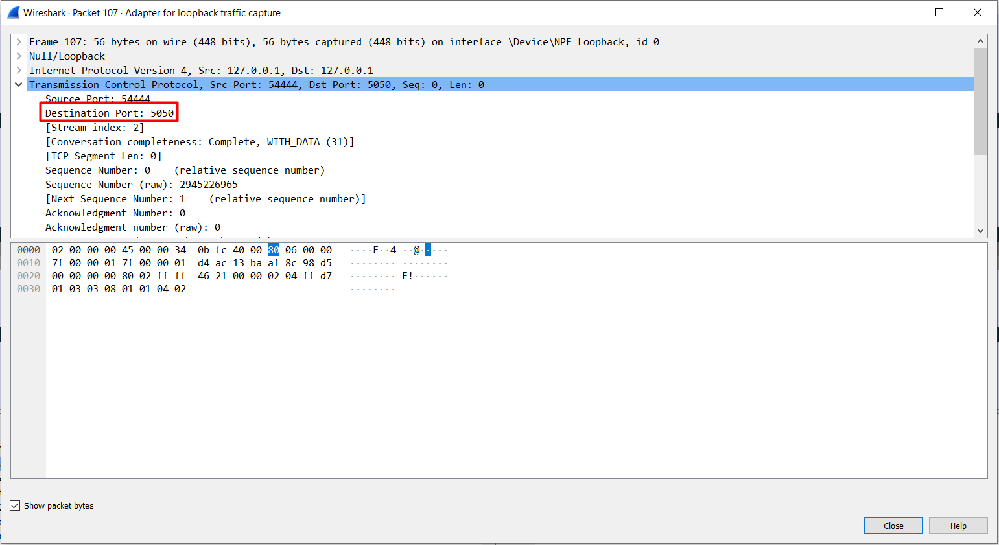 Wireshark · Packet 107 · Adapter for loopback traffic capture
Frame 107: 56 bytes on wire (448 bits), 56 bytes captured (448 bits) on interface \Device\NPF_Loopback, id 0
Null/Loopback
Internet Protocol Version 4, Src: 127.0.0.1, Dst: 127.0.0.1
Transmission Control Protocol, Src Port: 54444, Dst Port: 5050, Seq: 0, Len: 0
Source Port: 54444
Destination Port: 5050
[Stream index: 2]
[Conversation completeness: Complete, WITH_DATA (31)]
[TCP Segment Len: 0]
Sequence Number: 0    (relative sequence number)
Sequence Number (raw): 2945226965
[Next Sequence Number: 1    (relative sequence number)]
Acknowledgment Number: 0
Acknowledgment number (raw): 0
0000 02 00 00 00 45 00 00 34 0b fc 40 00 80 06 00 00 ····E··4 ··@·····
0010 7f 00 00 01 7f 00 00 01 d4 ac 13 ba af 8c 98 d5 ········ ········
0020 00 00 00 00 80 02 ff ff 46 21 00 00 02 04 ff d7 ········ F!······
0030 01 03 03 08 01 01 04 02 ········
Show packet bytes
Close Help